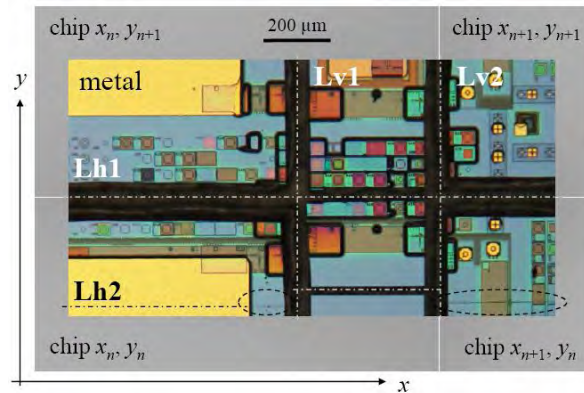 chip xₙ, yₙ₊₁
200 µm
chip xₙ₊₁, yₙ₊₁
y
metal
Lv1
Lv2
Lh1
Lh2
chip xₙ, yₙ
chip xₙ₊₁, yₙ
x